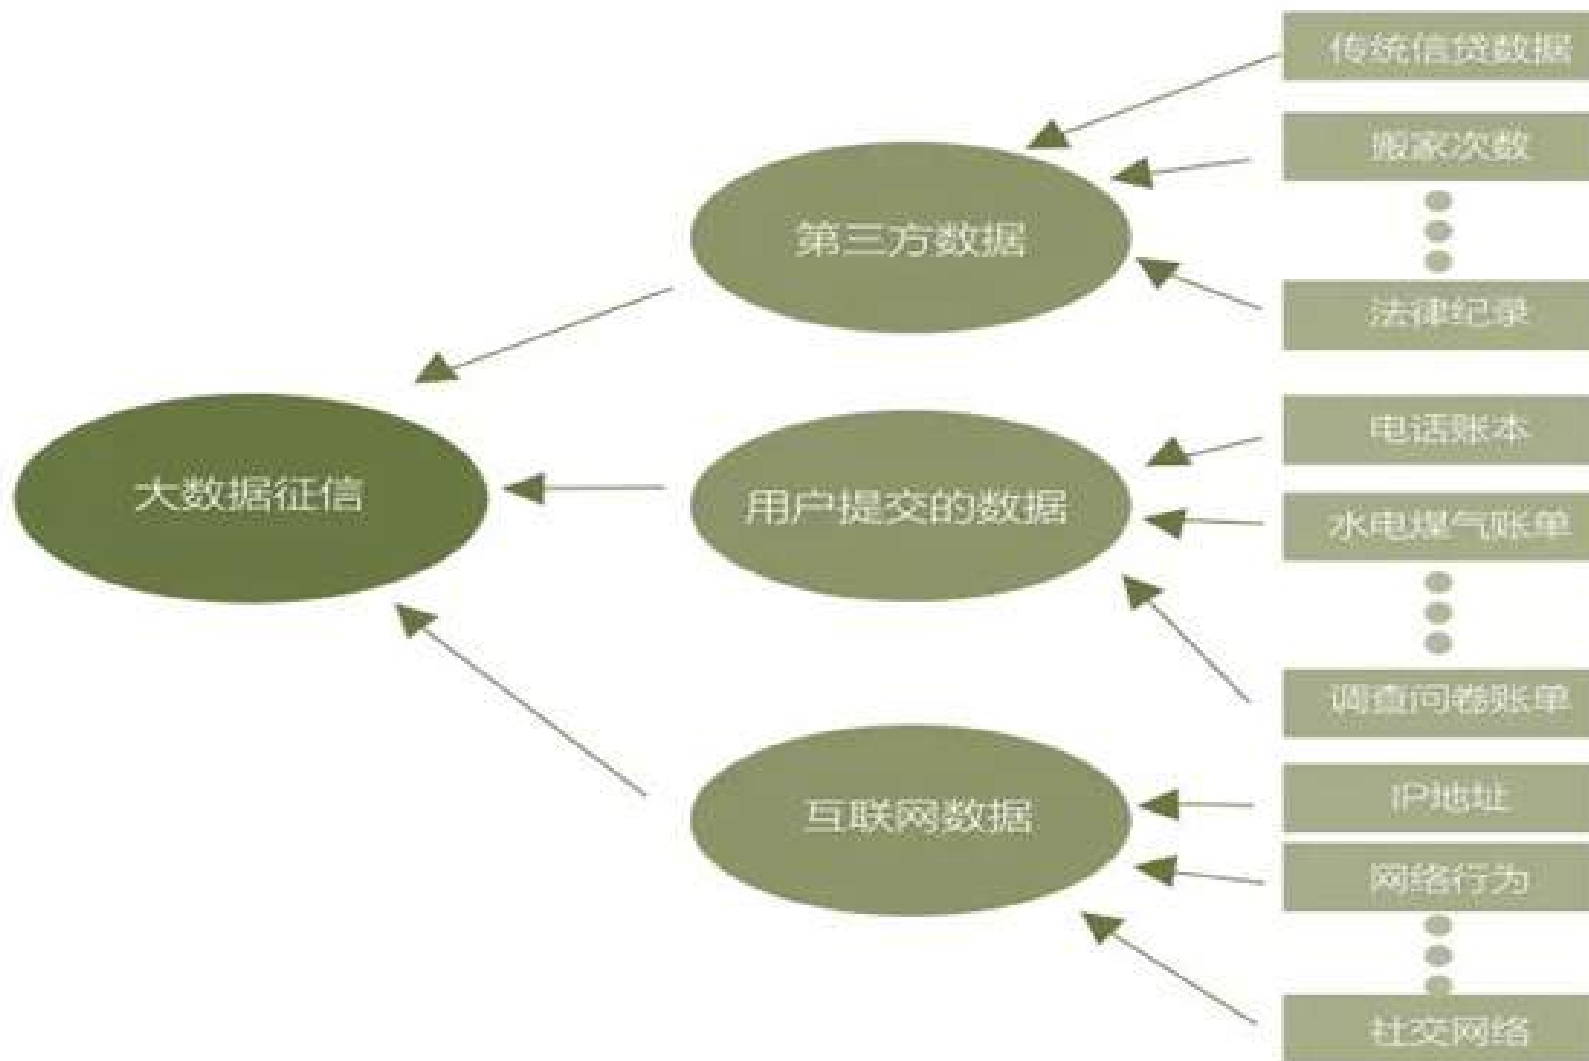 传统信贷数据
搬家次数
第三方数据
法律纪录
电话账本
大数据征信
用户提交的数据
水电煤气账单
调查问卷账单
IP地址
互联网数据
网络行为
社交网络